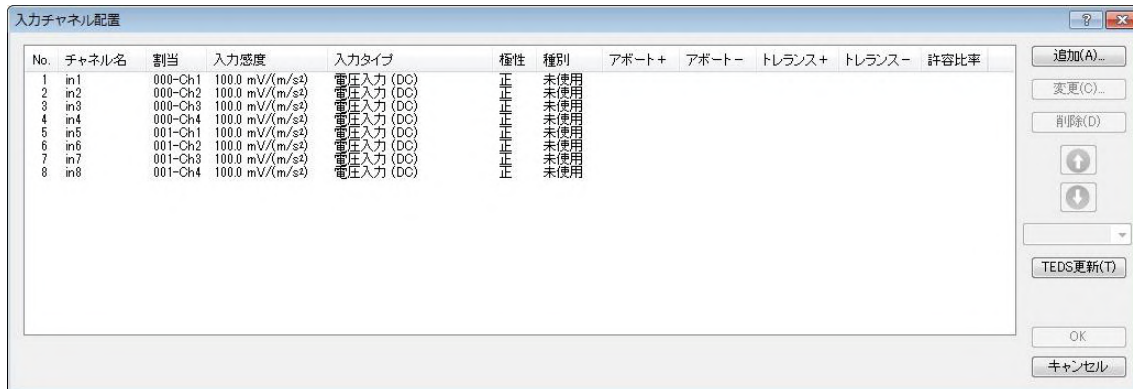 入力チャネル配置
No. チャネル名 割当 入力感度 入力タイプ 極性 種別 アボート+ アボート- トレランス+ トレランス- 許容比率
1 in1 000-Ch1 100.0 mV/(m/s²) 電圧入力 (DC) 正 未使用
2 in2 000-Ch2 100.0 mV/(m/s²) 電圧入力 (DC) 正 未使用
3 in3 000-Ch3 100.0 mV/(m/s²) 電圧入力 (DC) 正 未使用
4 in4 000-Ch4 100.0 mV/(m/s²) 電圧入力 (DC) 正 未使用
5 in5 001-Ch1 100.0 mV/(m/s²) 電圧入力 (DC) 正 未使用
6 in6 001-Ch2 100.0 mV/(m/s²) 電圧入力 (DC) 正 未使用
7 in7 001-Ch3 100.0 mV/(m/s²) 電圧入力 (DC) 正 未使用
8 in8 001-Ch4 100.0 mV/(m/s²) 電圧入力 (DC) 正 未使用
追加(A)...
変更(C)...
削除(D)
TEDS更新(T)
OK
キャンセル